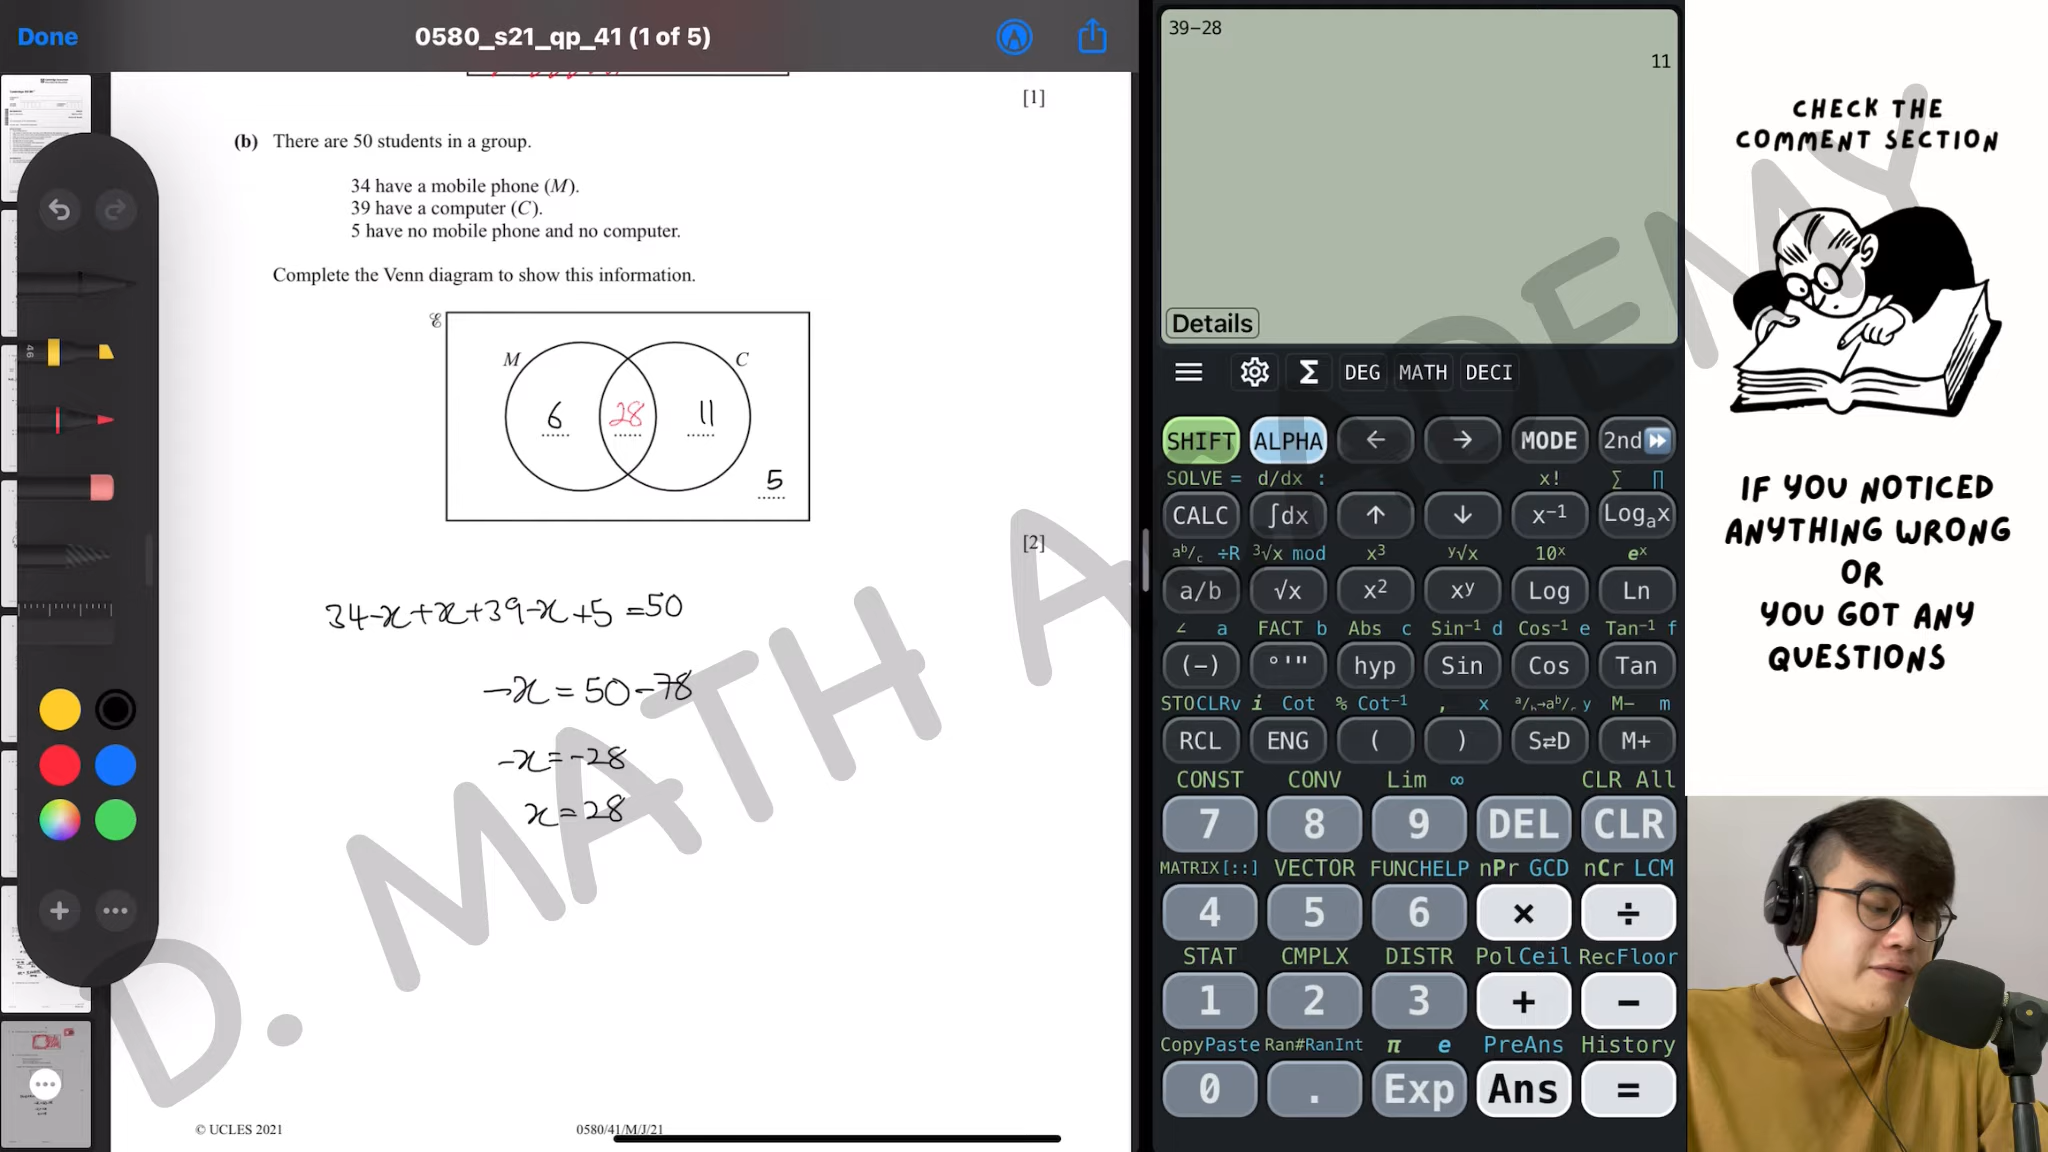 Done
0580_s21_qp_41 (1 of 5)
[1]
(b) There are 50 students in a group.
34 have a mobile phone (M).
39 have a computer (C).
5 have no mobile phone and no computer.
Complete the Venn diagram to show this information.
ℰ
M
C
6
28
11
5
[2]
34-x+x+39-x+5=50
-x=50-78
-x=-28
x=28
© UCLES 2021
0580/41/M/J/21
D. MATH ACADEMY
39−28
11
Details
DEG MATH DECI
SHIFT ALPHA ← → MODE 2nd
SOLVE = d/dx : x! ∑ ∏
CALC ∫dx ↑ ↓ x⁻¹ Logₐx
aᵇ/c ÷R ³√x mod x³ ʸ√x 10ˣ eˣ
a/b √x x² xʸ Log Ln
∠ a FACT b Abs c Sin⁻¹ d Cos⁻¹ e Tan⁻¹ f
(−) °'" hyp Sin Cos Tan
STO CLRv i Cot % Cot⁻¹ , x y M− m
RCL ENG ( ) S⇄D M+
CONST CONV Lim ∞ CLR All
7 8 9 DEL CLR
MATRIX[::] VECTOR FUNC HELP nPr GCD nCr LCM
4 5 6 × ÷
STAT CMPLX DISTR Pol Ceil Rec Floor
1 2 3 + −
Copy Paste Ran# RanInt π e PreAns History
0 . Exp Ans =
CHECK THE
COMMENT SECTION
IF YOU NOTICED
ANYTHING WRONG
OR
YOU GOT ANY
QUESTIONS